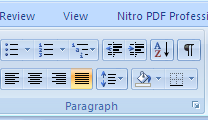 Review View Nitro PDF Professi
A
Z
Paragraph